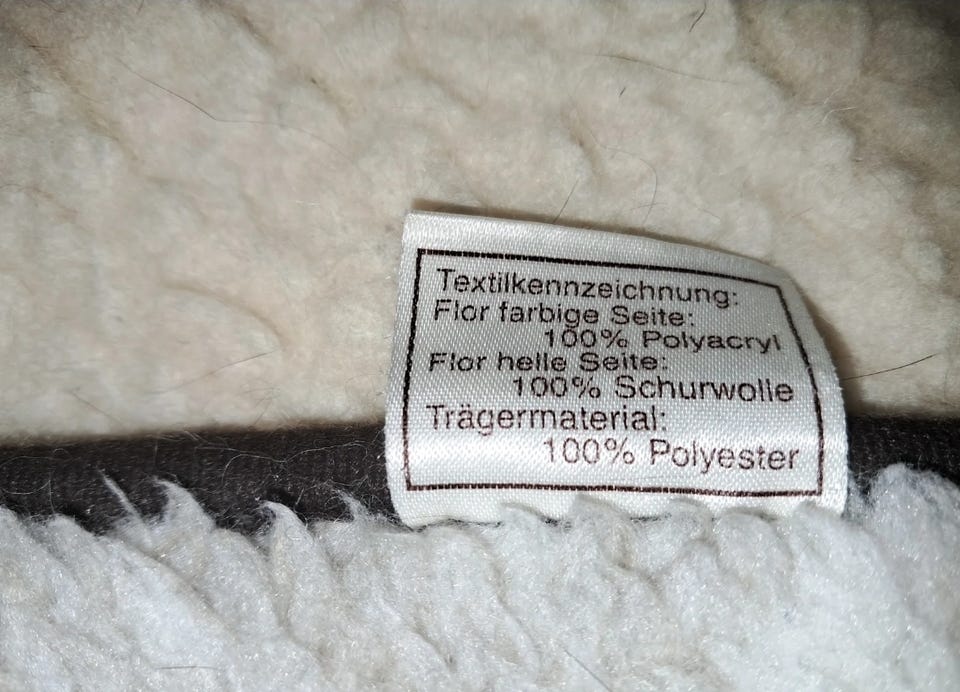 Textilkennzeichnung:
Flor farbige Seite:
100% Polyacryl
Flor helle Seite:
100% Schurwolle
Trägermaterial:
100% Polyester